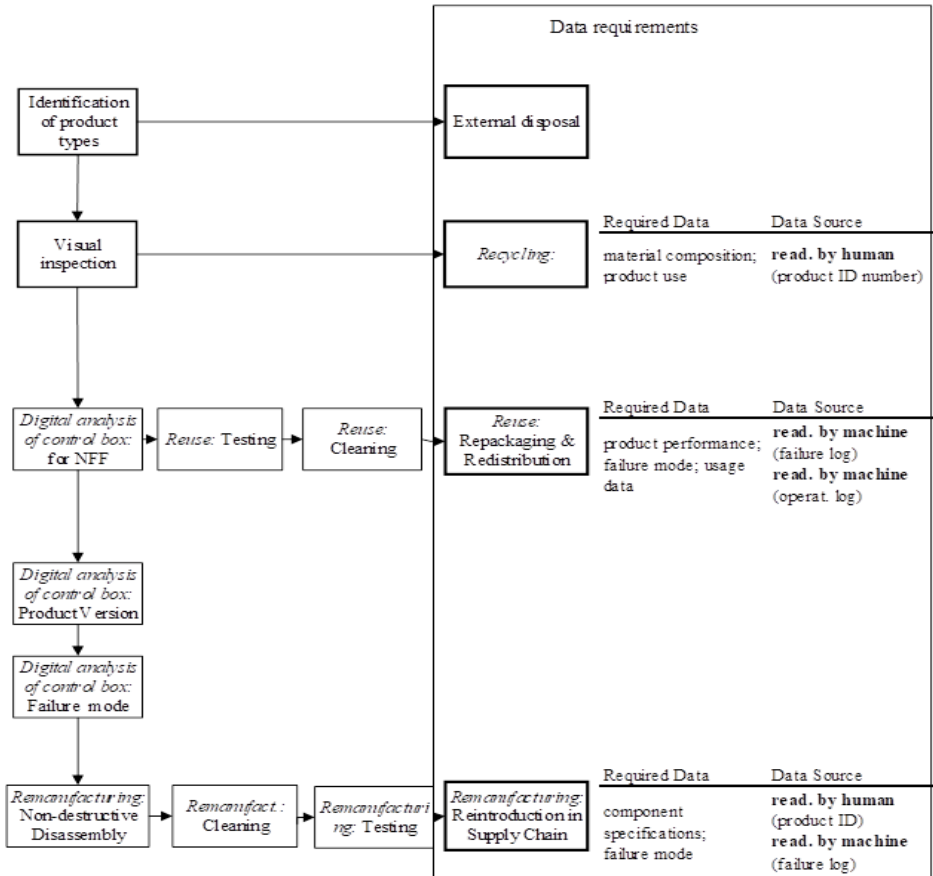 Data requirements
Identification
of product
types
External disposal
Visual
inspection
Recycling:
Required Data
Data Source
material composition;
product use
read. by human
(product ID number)
Digital analysis
of control box:
for NFF
Reuse: Testing
Reuse:
Cleaning
Reuse:
Repackaging &
Redistribution
Required Data
Data Source
product performance;
failure mode; usage
data
read. by machine
(failure log)
read. by machine
(operat. log)
Digital analysis
of control box:
Product Version
Digital analysis
of control box:
Failure mode
Remanufacturing:
Non-destructive
Disassembly
Remanufact.:
Cleaning
Remanufacturi
ng: Testing
Remanufacturing:
Reintroduction in
Supply Chain
Required Data
Data Source
component
specifications;
failure mode
read. by human
(product ID)
read. by machine
(failure log)